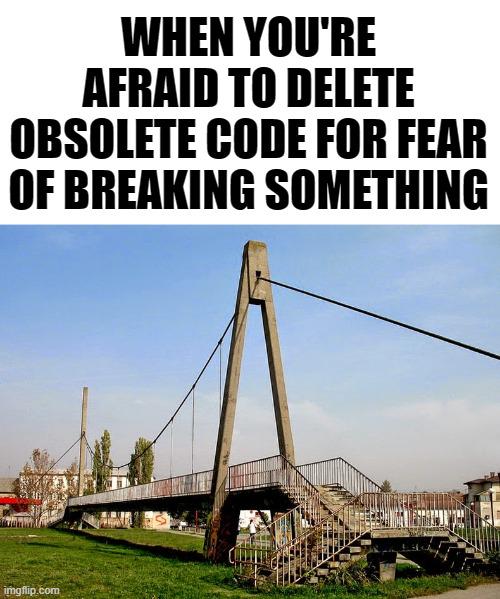 WHEN YOU'RE
AFRAID TO DELETE
OBSOLETE CODE FOR FEAR
OF BREAKING SOMETHING
imgflip.com